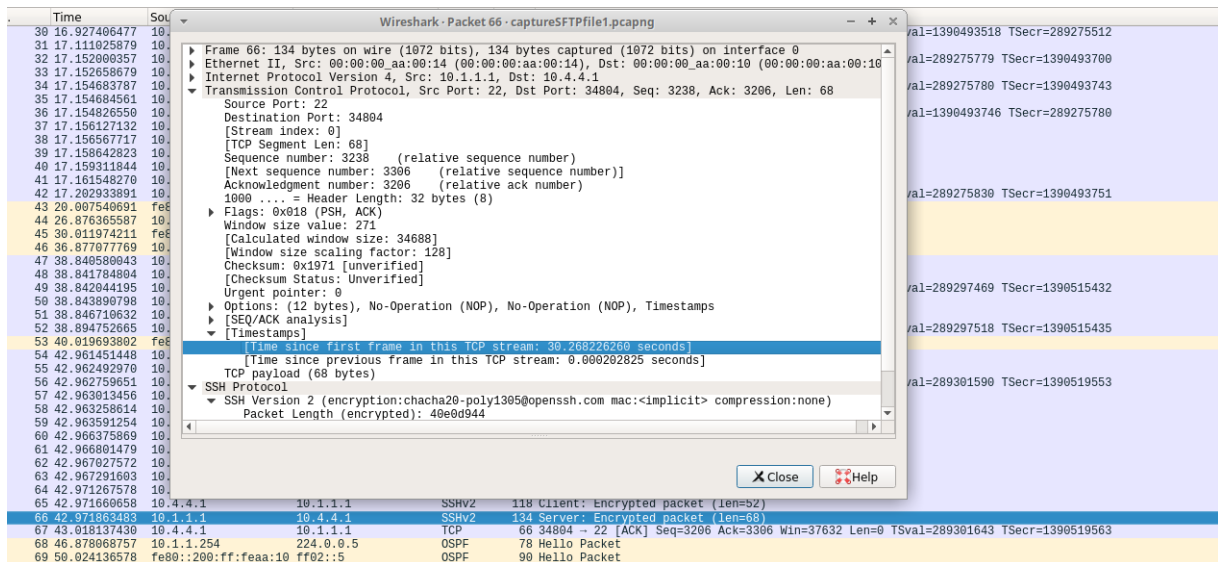 . Time Sou
Wireshark · Packet 66 · captureSFTPfile1.pcapng
30 16.927406477 10. val=1390493518 TSecr=289275512
31 17.111025879 10.
32 17.152000357 10. val=289275779 TSecr=1390493700
33 17.152658679 10.
34 17.154683787 10. val=289275780 TSecr=1390493743
35 17.154684561 10.
36 17.154826550 10. val=1390493746 TSecr=289275780
37 17.156127132 10.
38 17.156567717 10.
39 17.158642823 10.
40 17.159311844 10.
41 17.161548270 10.
42 17.202933891 10. val=289275830 TSecr=1390493751
43 20.007540691 fe8
44 26.876365587 10.
45 30.011974211 fe8
46 36.877077769 10.
47 38.840580043 10.
48 38.841784804 10.
49 38.842044195 10. val=289297469 TSecr=1390515432
50 38.843890798 10.
51 38.846710632 10.
52 38.894752665 10. val=289297518 TSecr=1390515435
53 40.019693802 fe8
54 42.961451448 10.
55 42.962492970 10.
56 42.962759651 10. val=289301590 TSecr=1390519553
57 42.963013456 10.
58 42.963258614 10.
59 42.963591254 10.
60 42.966375869 10.
61 42.966801479 10.
62 42.967027572 10.
63 42.967291603 10.
64 42.971267578 10.
Frame 66: 134 bytes on wire (1072 bits), 134 bytes captured (1072 bits) on interface 0
Ethernet II, Src: 00:00:00_aa:00:14 (00:00:00:aa:00:14), Dst: 00:00:00_aa:00:10 (00:00:00:aa:00:10
Internet Protocol Version 4, Src: 10.1.1.1, Dst: 10.4.4.1
Transmission Control Protocol, Src Port: 22, Dst Port: 34804, Seq: 3238, Ack: 3206, Len: 68
Source Port: 22
Destination Port: 34804
[Stream index: 0]
[TCP Segment Len: 68]
Sequence number: 3238 (relative sequence number)
[Next sequence number: 3306 (relative sequence number)]
Acknowledgment number: 3206 (relative ack number)
1000 .... = Header Length: 32 bytes (8)
Flags: 0x018 (PSH, ACK)
Window size value: 271
[Calculated window size: 34688]
[Window size scaling factor: 128]
Checksum: 0x1971 [unverified]
[Checksum Status: Unverified]
Urgent pointer: 0
Options: (12 bytes), No-Operation (NOP), No-Operation (NOP), Timestamps
[SEQ/ACK analysis]
[Timestamps]
[Time since first frame in this TCP stream: 30.268226260 seconds]
[Time since previous frame in this TCP stream: 0.000202825 seconds]
TCP payload (68 bytes)
SSH Protocol
SSH Version 2 (encryption:chacha20-poly1305@openssh.com mac:<implicit> compression:none)
Packet Length (encrypted): 40e0d944
Close Help
65 42.971660658 10.4.4.1 10.1.1.1 SSHv2 118 Client: Encrypted packet (len=52)
66 42.971863483 10.1.1.1 10.4.4.1 SSHv2 134 Server: Encrypted packet (len=68)
67 43.018137430 10.4.4.1 10.1.1.1 TCP 66 34804 → 22 [ACK] Seq=3206 Ack=3306 Win=37632 Len=0 TSval=289301643 TSecr=1390519563
68 46.878068757 10.1.1.254 224.0.0.5 OSPF 78 Hello Packet
69 50.024136578 fe80::200:ff:feaa:10 ff02::5 OSPF 90 Hello Packet